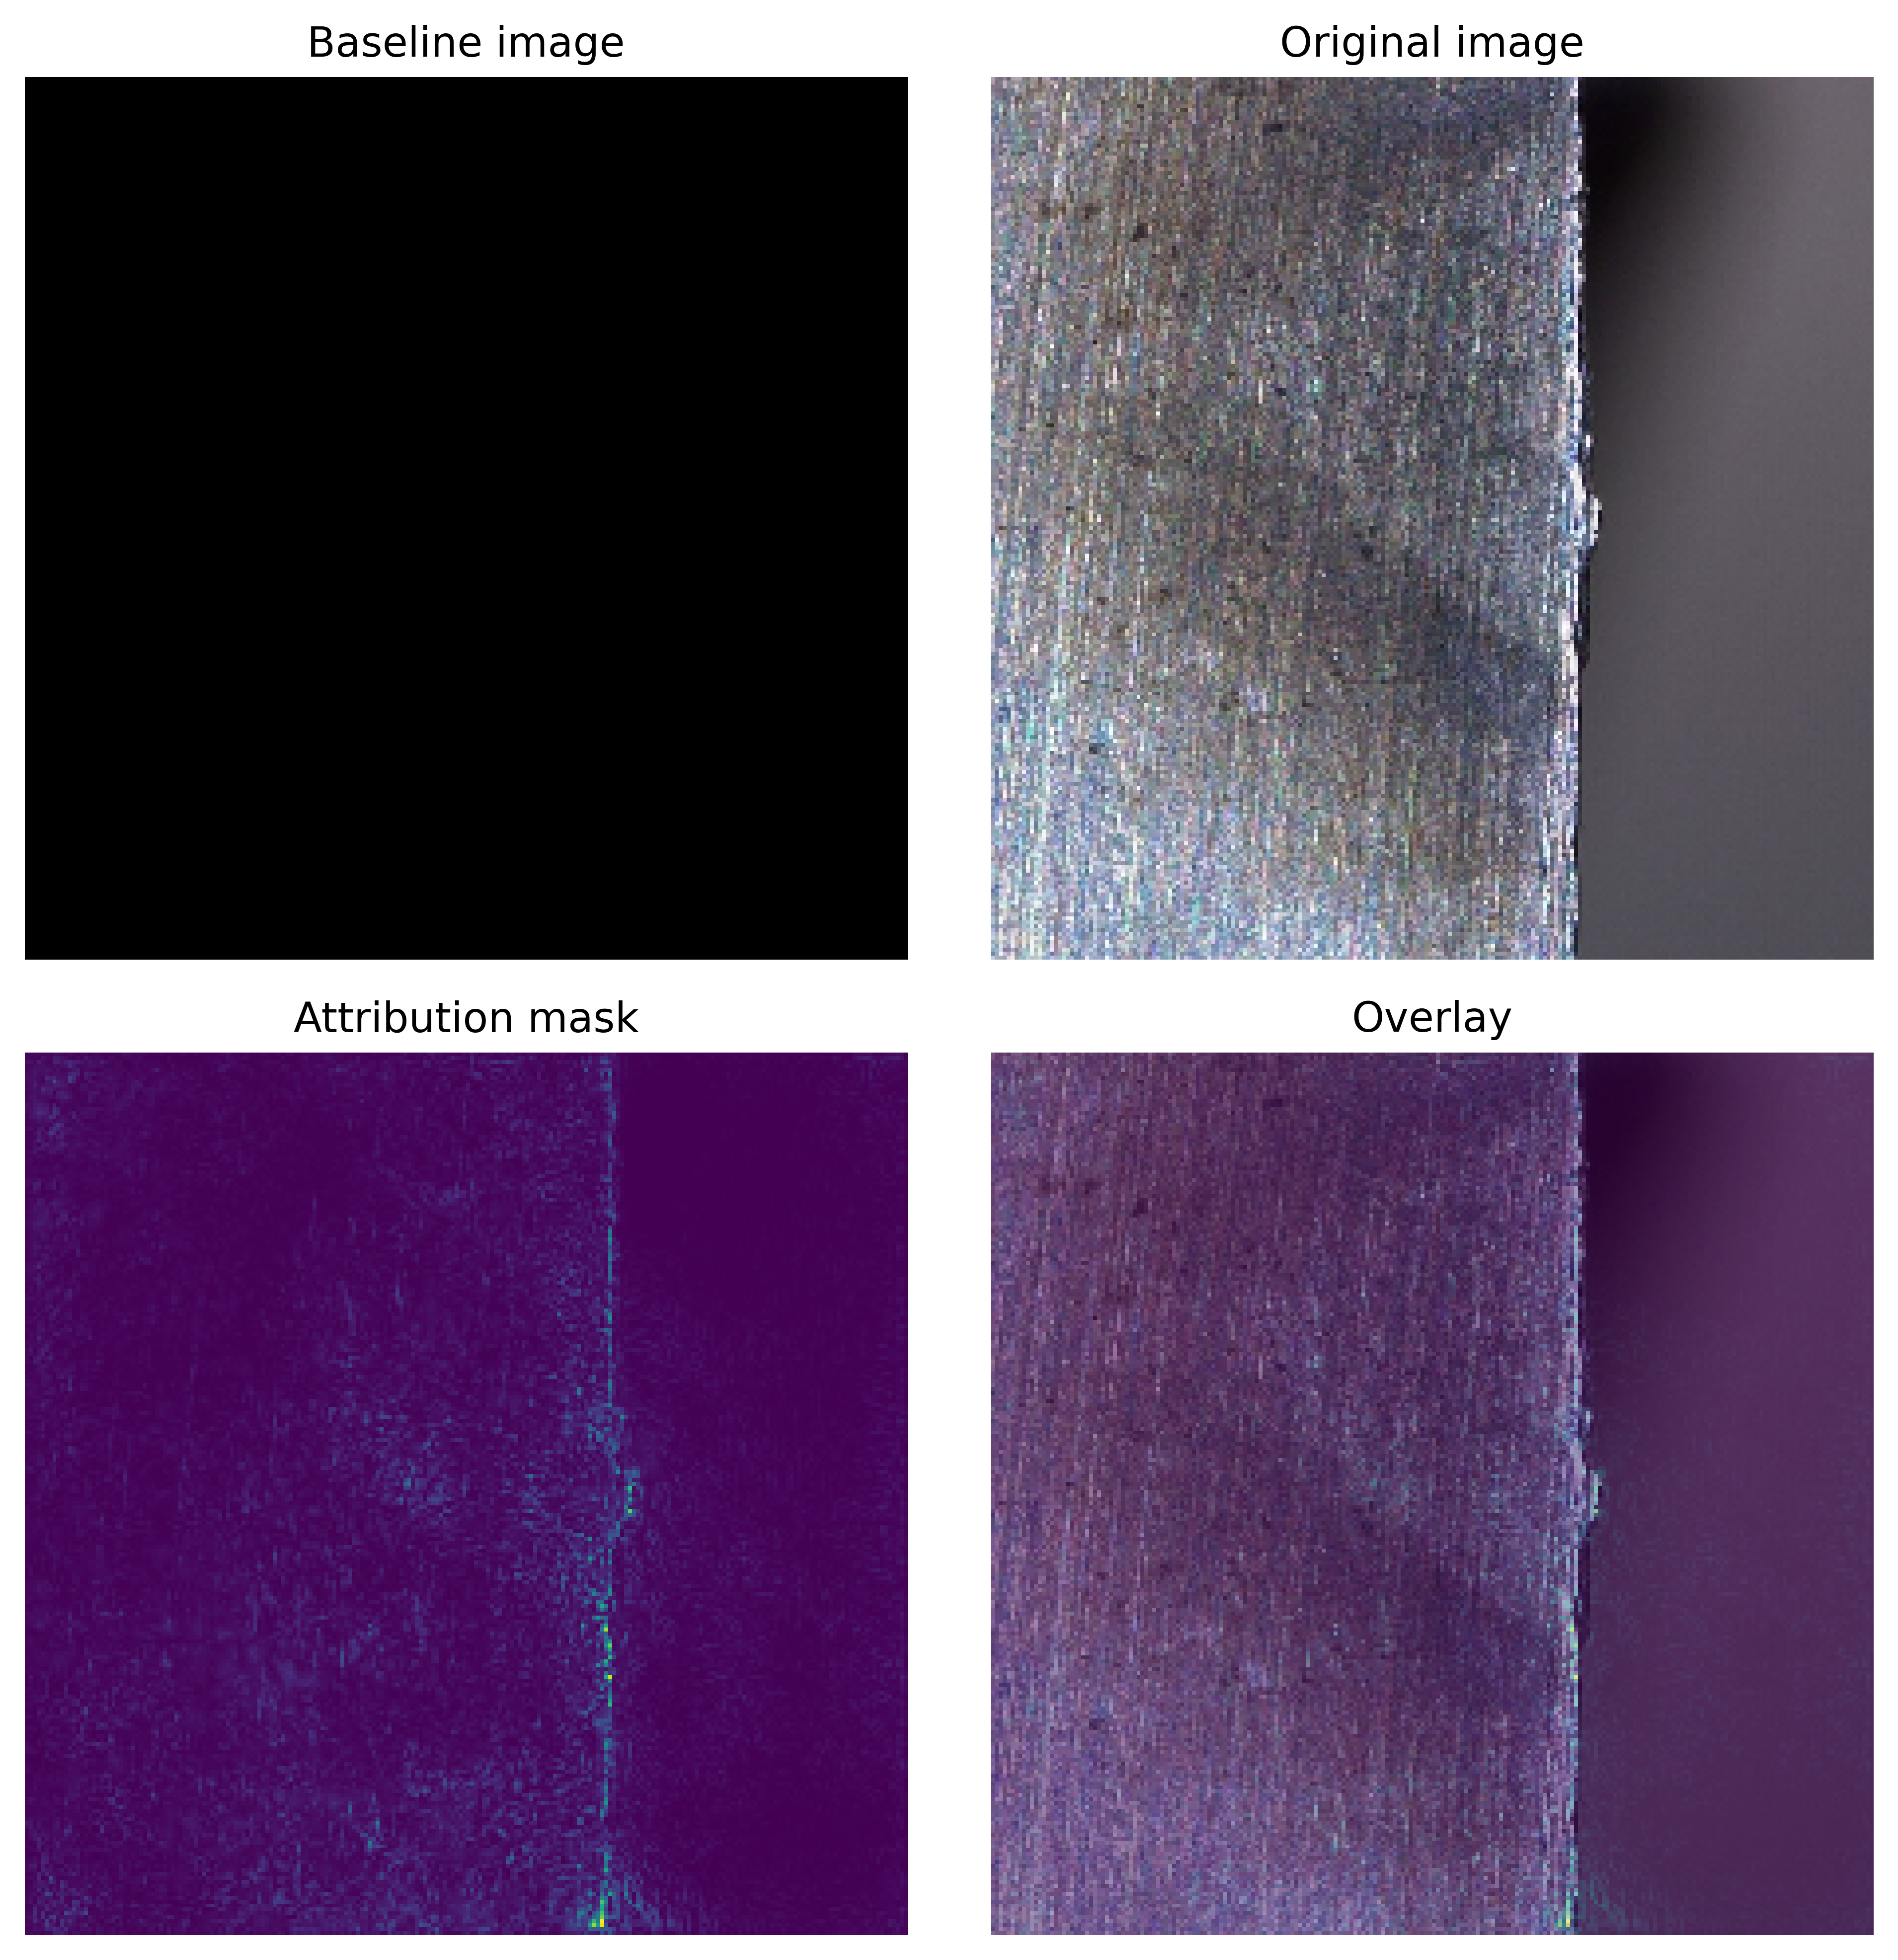 Baseline image
Original image
Attribution mask
Overlay